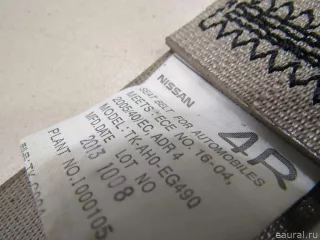 NISSAN
SEAT BELT FOR AUTOMOBILES
MEETS ECE NO. 16-04,
2005/40/EC, ADR 4
MODEL: TK-AH0-EG490
MFD.DATE LOT NO
2013 1008
PLANT NO. I 000105
4R
eaural.ru